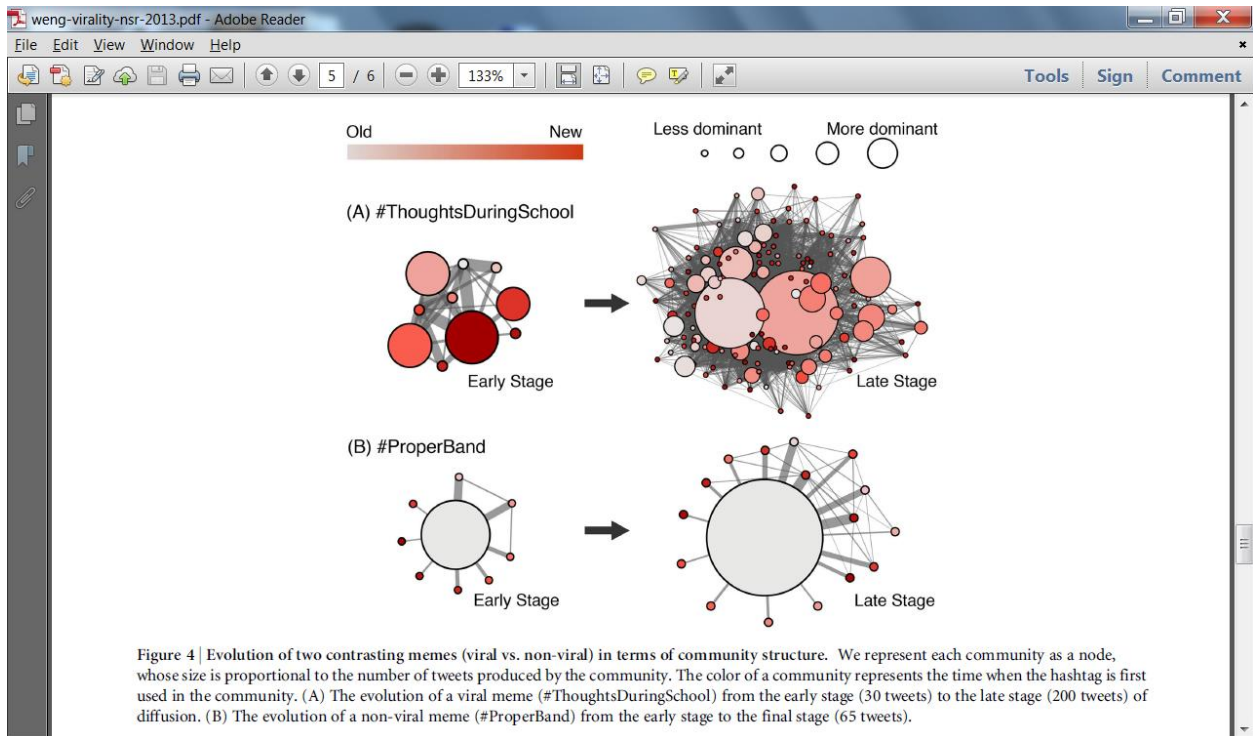 weng-virality-nsr-2013.pdf - Adobe Reader
File Edit View Window Help
5 / 6 133% Tools Sign Comment
Old New
Less dominant More dominant
(A) #ThoughtsDuringSchool
Early Stage
Late Stage
(B) #ProperBand
Early Stage
Late Stage
Figure 4 | Evolution of two contrasting memes (viral vs. non-viral) in terms of community structure. We represent each community as a node,
whose size is proportional to the number of tweets produced by the community. The color of a community represents the time when the hashtag is first
used in the community. (A) The evolution of a viral meme (#ThoughtsDuringSchool) from the early stage (30 tweets) to the late stage (200 tweets) of
diffusion. (B) The evolution of a non-viral meme (#ProperBand) from the early stage to the final stage (65 tweets).